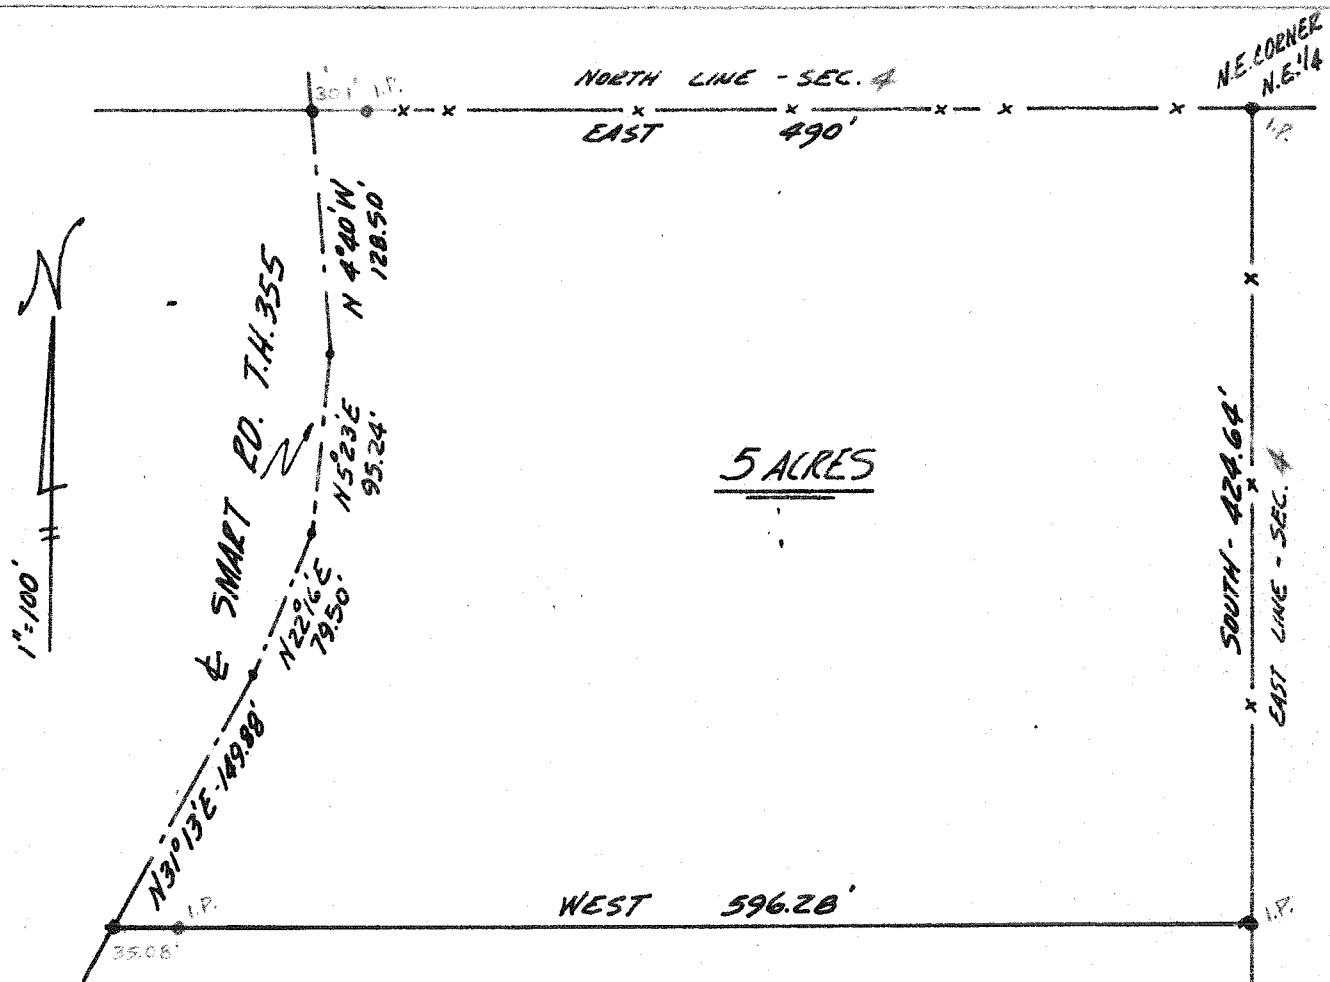 NORTH LINE - SEC. 4
N.E. CORNER
N.E. 1/4
30.1' I.P.
EAST 490'
I.P.
N 4°40' W
128.50'
℄ SMART RD. T.H. 355
N 5°23' E
95.24'
5 ACRES
SOUTH - 424.64'
EAST LINE - SEC. 4
N 22°16' E
79.50'
1" = 100'
N 31°13' E - 149.88'
I.P.
35.08'
WEST 596.28'
I.P.